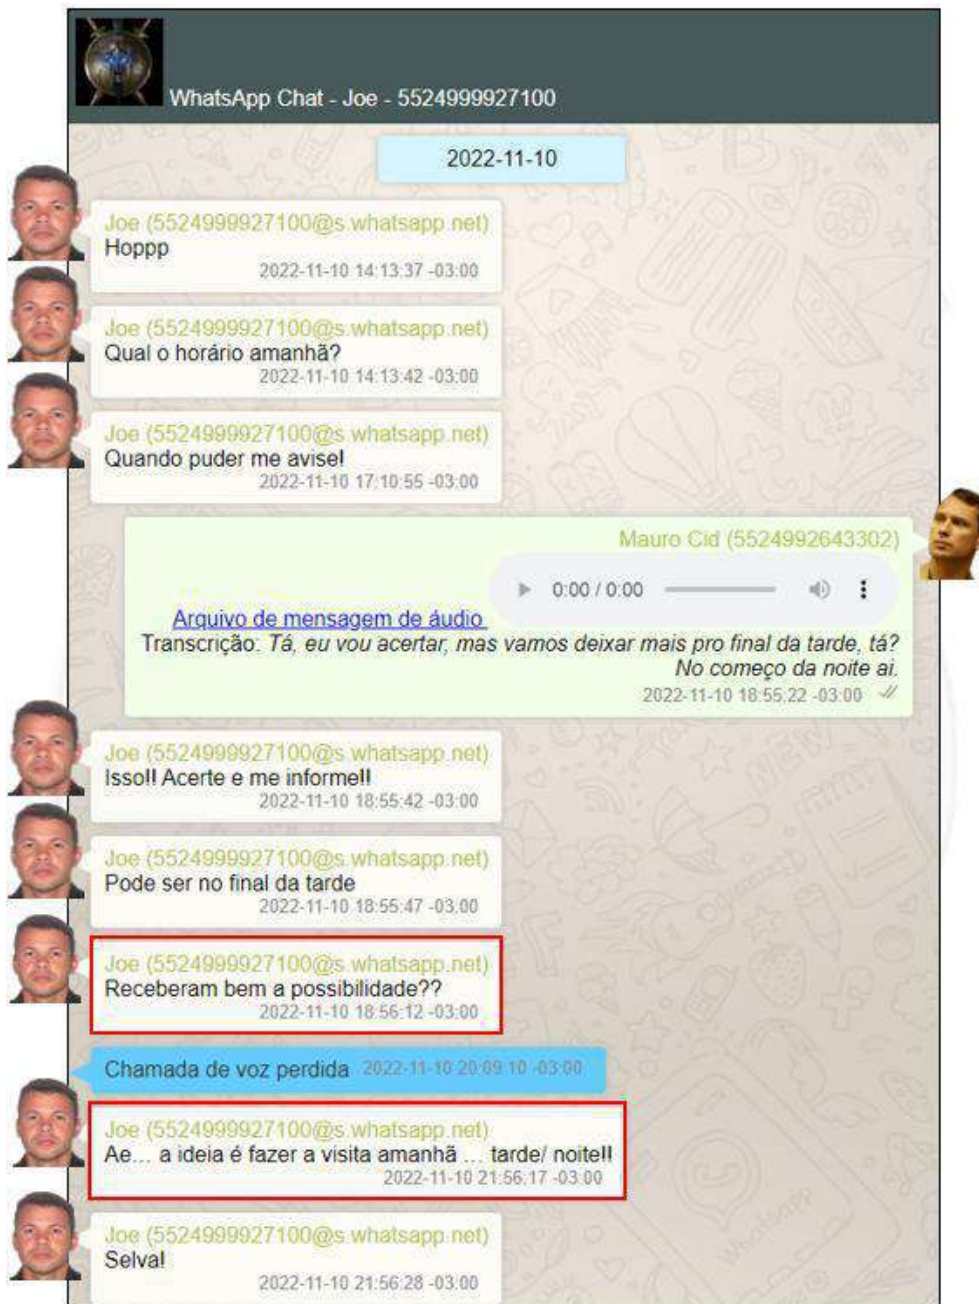 WhatsApp Chat - Joe - 5524999927100
2022-11-10
Joe (5524999927100@s.whatsapp.net)
Hoppp
2022-11-10 14:13:37 -03:00
Joe (5524999927100@s.whatsapp.net)
Qual o horário amanhã?
2022-11-10 14:13:42 -03:00
Joe (5524999927100@s.whatsapp.net)
Quando puder me avise!
2022-11-10 17:10:55 -03:00
Mauro Cid (5524992643302)
0:00 / 0:00
Arquivo de mensagem de áudio
Transcrição: Tá, eu vou acertar, mas vamos deixar mais pro final da tarde, tá?
No começo da noite ai.
2022-11-10 18:55:22 -03:00
Joe (5524999927100@s.whatsapp.net)
Isso!! Acerte e me informe!!
2022-11-10 18:55:42 -03:00
Joe (5524999927100@s.whatsapp.net)
Pode ser no final da tarde
2022-11-10 18:55:47 -03:00
Joe (5524999927100@s.whatsapp.net)
Receberam bem a possibilidade??
2022-11-10 18:56:12 -03:00
Chamada de voz perdida 2022-11-10 20:09:10 -03:00
Joe (5524999927100@s.whatsapp.net)
Ae... a ideia é fazer a visita amanhã ... tarde/ noite!!
2022-11-10 21:56:17 -03:00
Joe (5524999927100@s.whatsapp.net)
Selva!
2022-11-10 21:56:28 -03:00